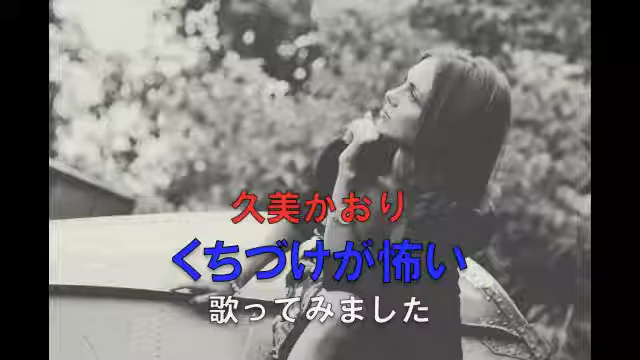 久美かおり
くちづけが怖い
歌ってみました